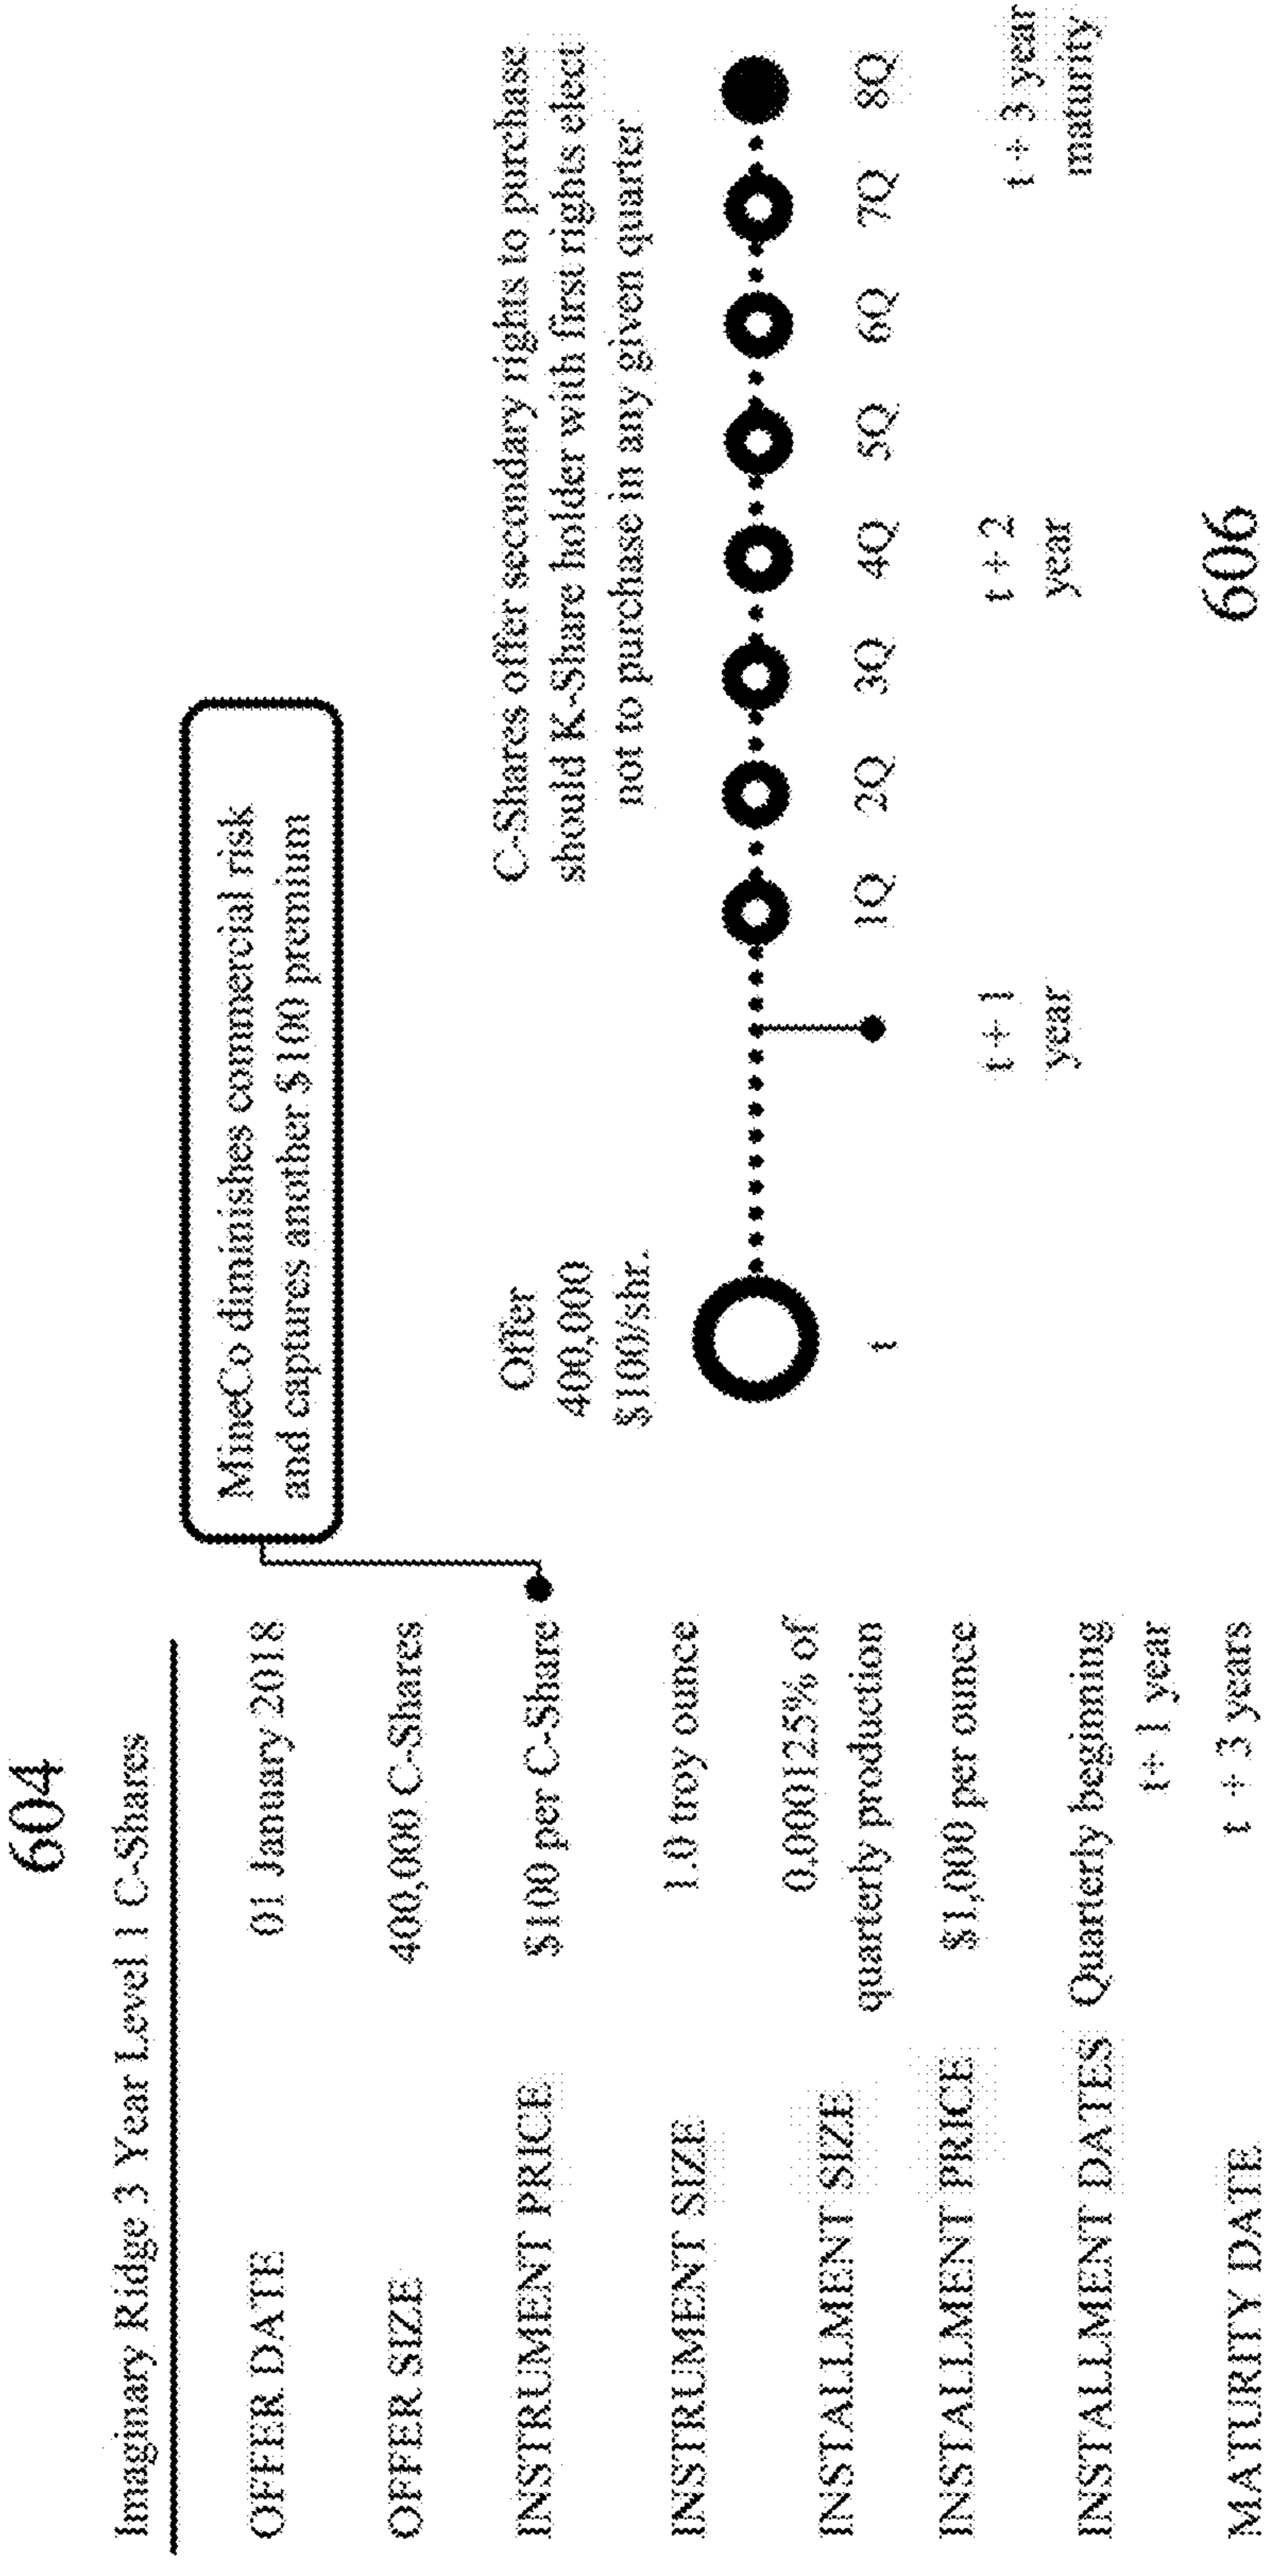 604
Imaginary Ridge 3 Year Level 1 C-Shares
OFFER DATE 01 January 2018
OFFER SIZE 400,000 C-Shares
INSTRUMENT PRICE $100 per C-Share
INSTRUMENT SIZE 1.0 troy ounce
INSTALLMENT SIZE 0.000125% of
quarterly production
INSTALLMENT PRICE $1,000 per ounce
INSTALLMENT DATES Quarterly beginning
t + 1 year
MATURITY DATE t + 3 years
MineCo diminishes commercial risk
and captures another $100 premium
Offer
400,000
$100/shr.
C-Shares offer secondary rights to purchase
should K-Share holder with first rights elect
not to purchase in any given quarter
t 1Q 2Q 3Q 4Q 5Q 6Q 7Q 8Q
t + 1
year
t + 2
year
t + 3 year
maturity
606